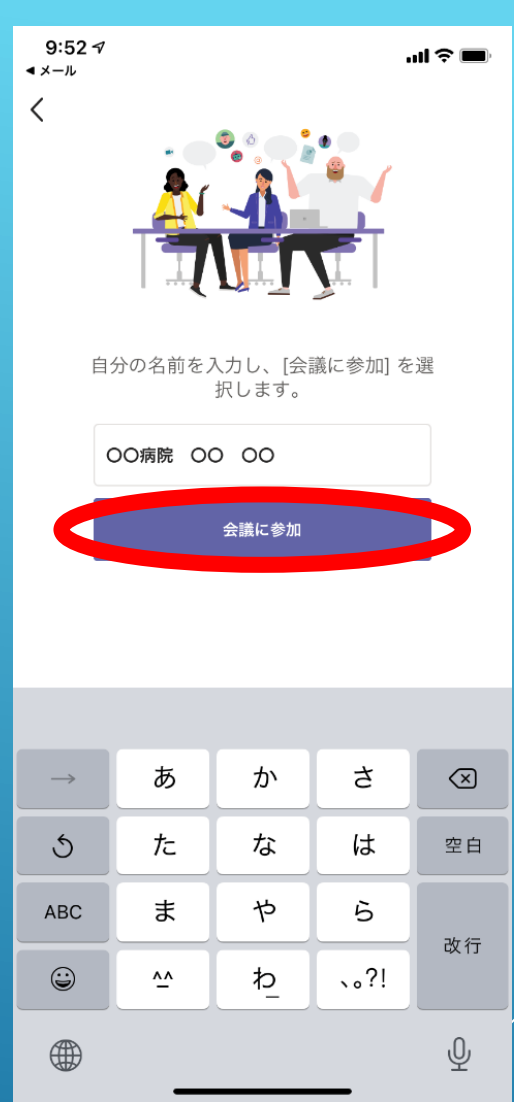 9:52
メール
自分の名前を入力し、[会議に参加] を選
択します。
〇〇病院　〇〇　〇〇
会議に参加
→ あ か さ
た な は 空白
ABC ま や ら
改行
^^ わ 、。?!